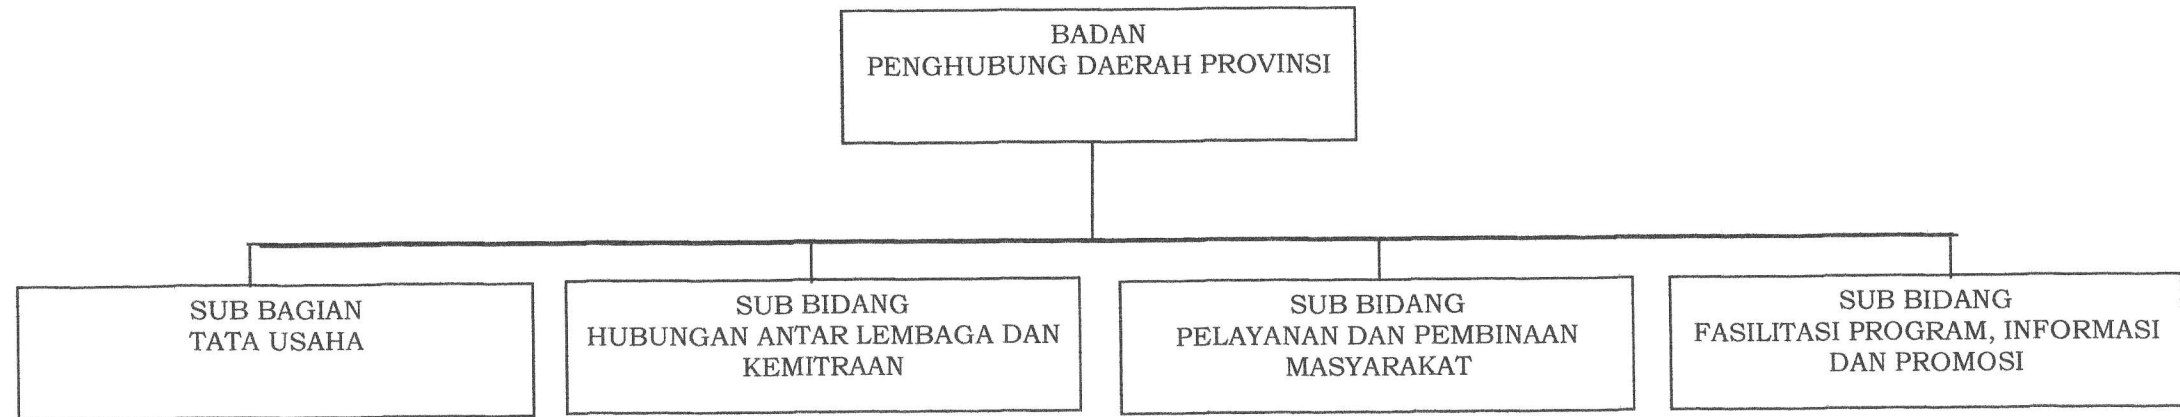 BADAN
PENGHUBUNG DAERAH PROVINSI
SUB BAGIAN
TATA USAHA
SUB BIDANG
HUBUNGAN ANTAR LEMBAGA DAN
KEMITRAAN
SUB BIDANG
PELAYANAN DAN PEMBINAAN
MASYARAKAT
SUB BIDANG
FASILITASI PROGRAM, INFORMASI
DAN PROMOSI